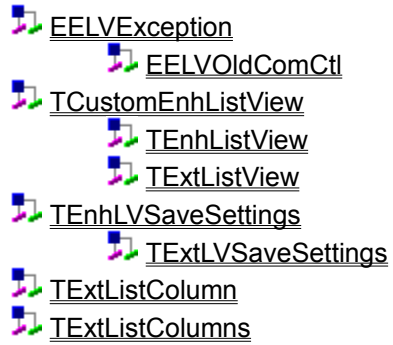 EELVException
EELVOldComCtl
TCustomEnhListView
TEnhListView
TExtListView
TEnhLVSaveSettings
TExtLVSaveSettings
TExtListColumn
TExtListColumns